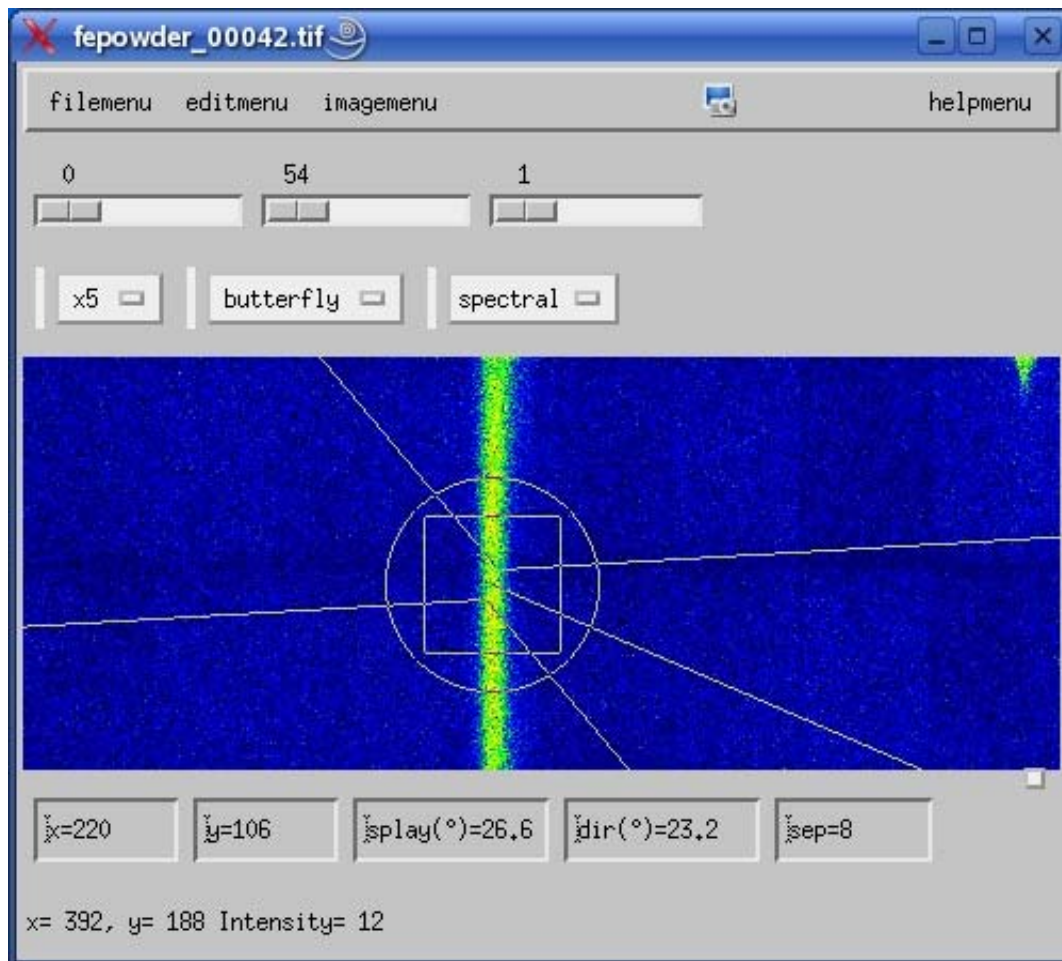 fepowder_00042.tif
filemenu editmenu imagemenu helpmenu
0 54 1
x5 butterfly spectral
x=220 y=106 splay(°)=26.6 dir(°)=23.2 sep=8
x= 392, y= 188 Intensity= 12